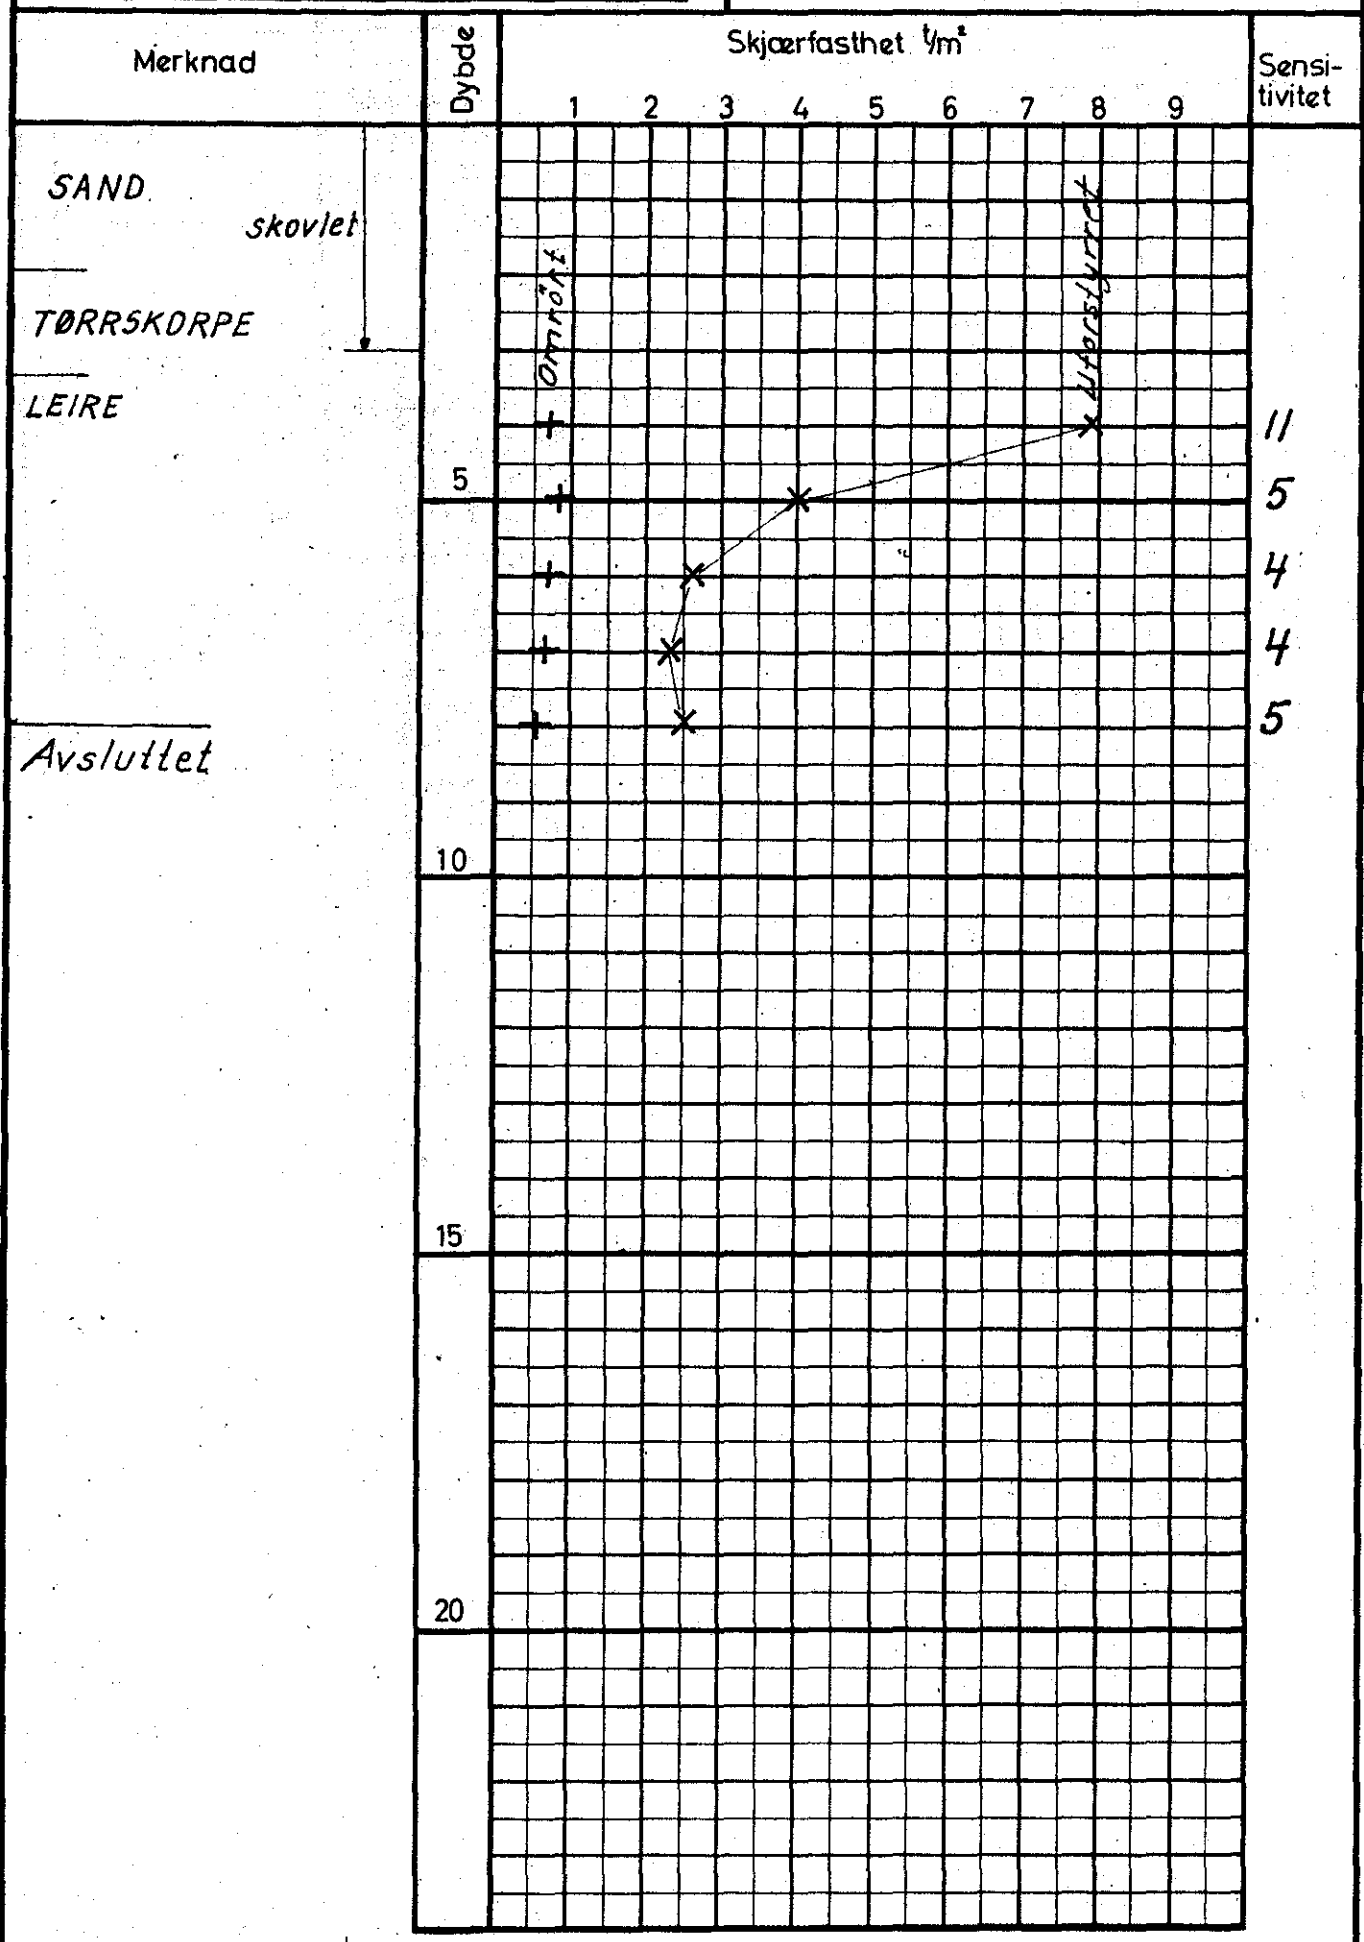 Merknad
Dybde
Skjærfasthet t/m²
1 2 3 4 5 6 7 8 9
Sensi-
tivitet
SAND
skovlet
TØRRSKORPE
LEIRE
Omrört
Uforstyrret
11
5
5
4
4
5
Avsluttet
10
15
20